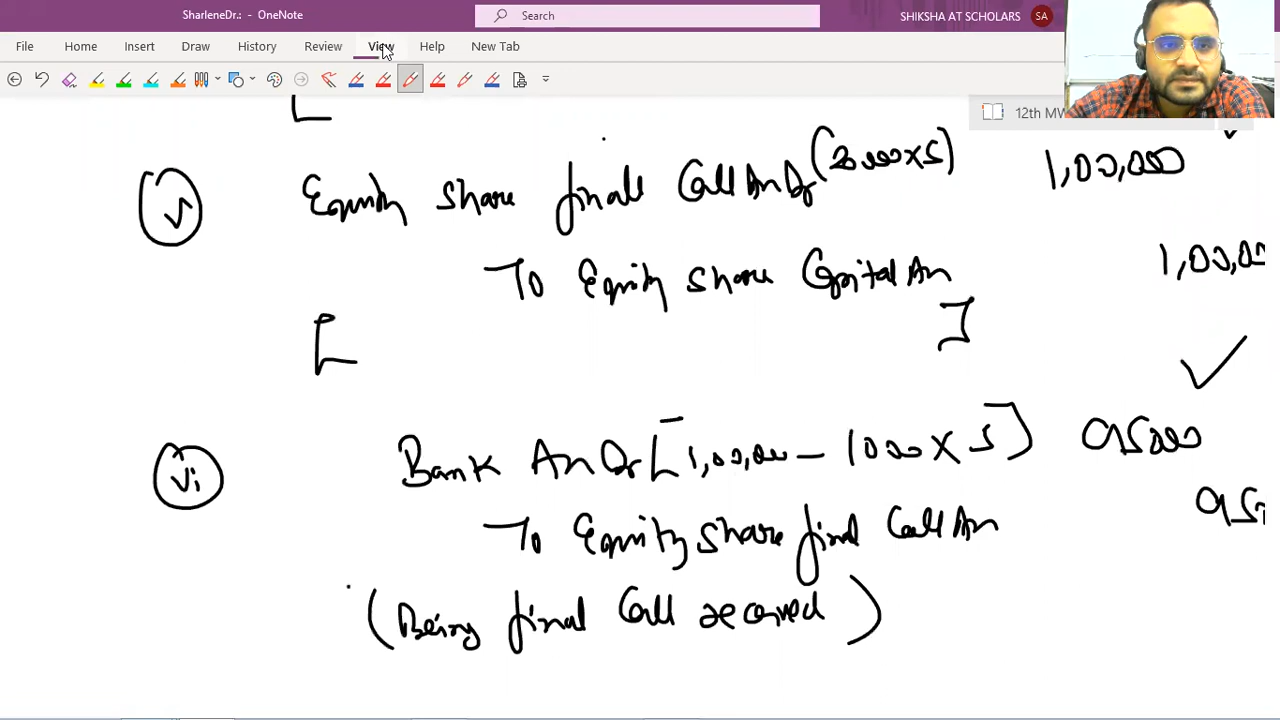 SharleneDr.: - OneNote
Search
SHIKSHA AT SCHOLARS SA
File Home Insert Draw History Review View Help New Tab
12th MW
(v) Equity share final Call A/c Dr (20000×5) 1,00,000
To Equity share Capital A/c 1,00,00
[ ]
(vi) Bank A/c Dr [1,00,000 - 1000 × 5] 95000
To Equity share final Call A/c 95
(Being final Call received)